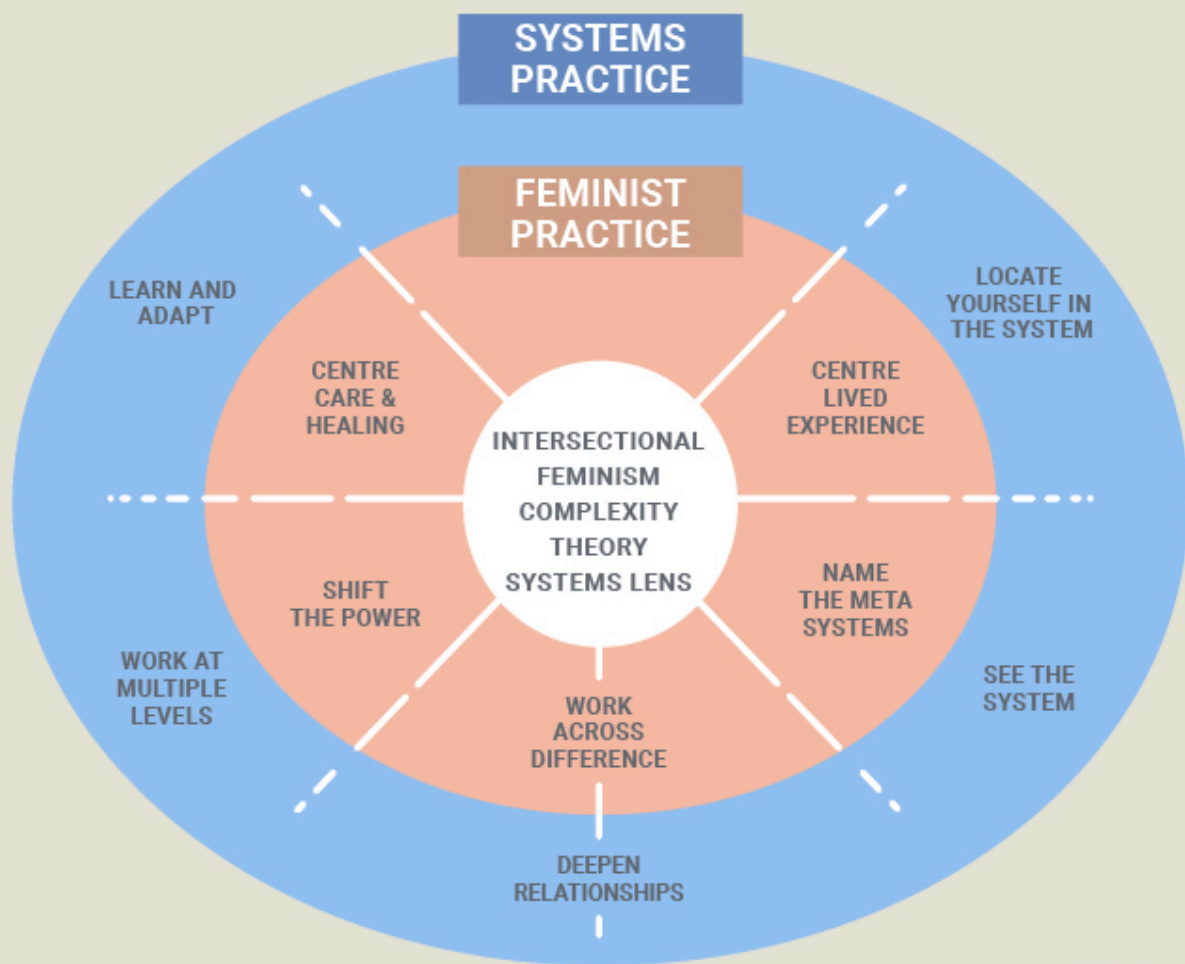 SYSTEMS
PRACTICE
FEMINIST
PRACTICE
LEARN AND
ADAPT
LOCATE
YOURSELF IN
THE SYSTEM
CENTRE
CARE &
HEALING
CENTRE
LIVED
EXPERIENCE
INTERSECTIONAL
FEMINISM
COMPLEXITY
THEORY
SYSTEMS LENS
SHIFT
THE POWER
NAME
THE META
SYSTEMS
WORK AT
MULTIPLE
LEVELS
SEE THE
SYSTEM
WORK
ACROSS
DIFFERENCE
DEEPEN
RELATIONSHIPS